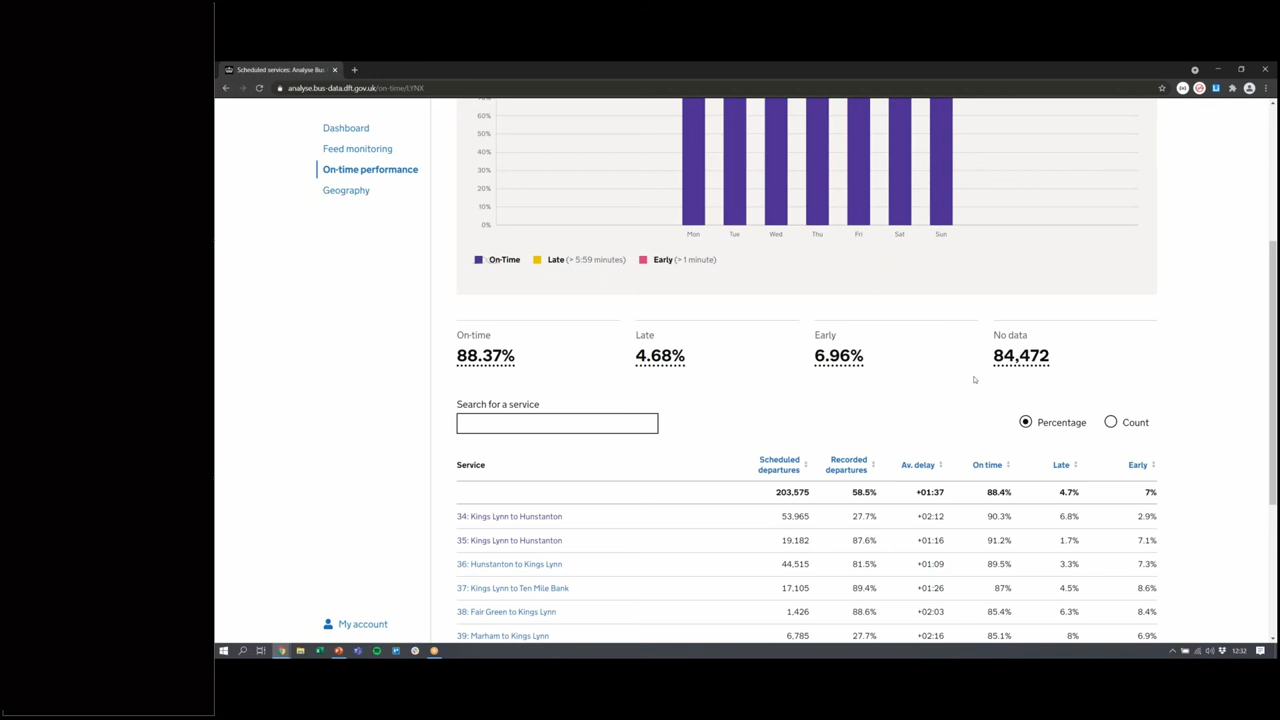 Scheduled services: Analyse Bus
analyse.bus-data.dft.gov.uk/on-time/LYNX
Dashboard
Feed monitoring
On-time performance
Geography
70%
60%
50%
40%
30%
20%
10%
0%
Mon Tue Wed Thu Fri Sat Sun
On-Time Late (> 5:59 minutes) Early (> 1 minute)
On-time Late Early No data
88.37% 4.68% 6.96% 84,472
Search for a service
Percentage Count
Service Scheduled departures Recorded departures Av. delay On time Late Early
203,575 58.5% +01:37 88.4% 4.7% 7%
34: Kings Lynn to Hunstanton 53,965 27.7% +02:12 90.3% 6.8% 2.9%
35: Kings Lynn to Hunstanton 19,182 87.6% +01:16 91.2% 1.7% 7.1%
36: Hunstanton to Kings Lynn 44,515 81.5% +01:09 89.5% 3.3% 7.3%
37: Kings Lynn to Ten Mile Bank 17,105 89.4% +01:26 87% 4.5% 8.6%
38: Fair Green to Kings Lynn 1,426 88.6% +02:03 85.4% 6.3% 8.4%
39: Marham to Kings Lynn 6,785 27.7% +02:16 85.1% 8% 6.9%
My account
12:32